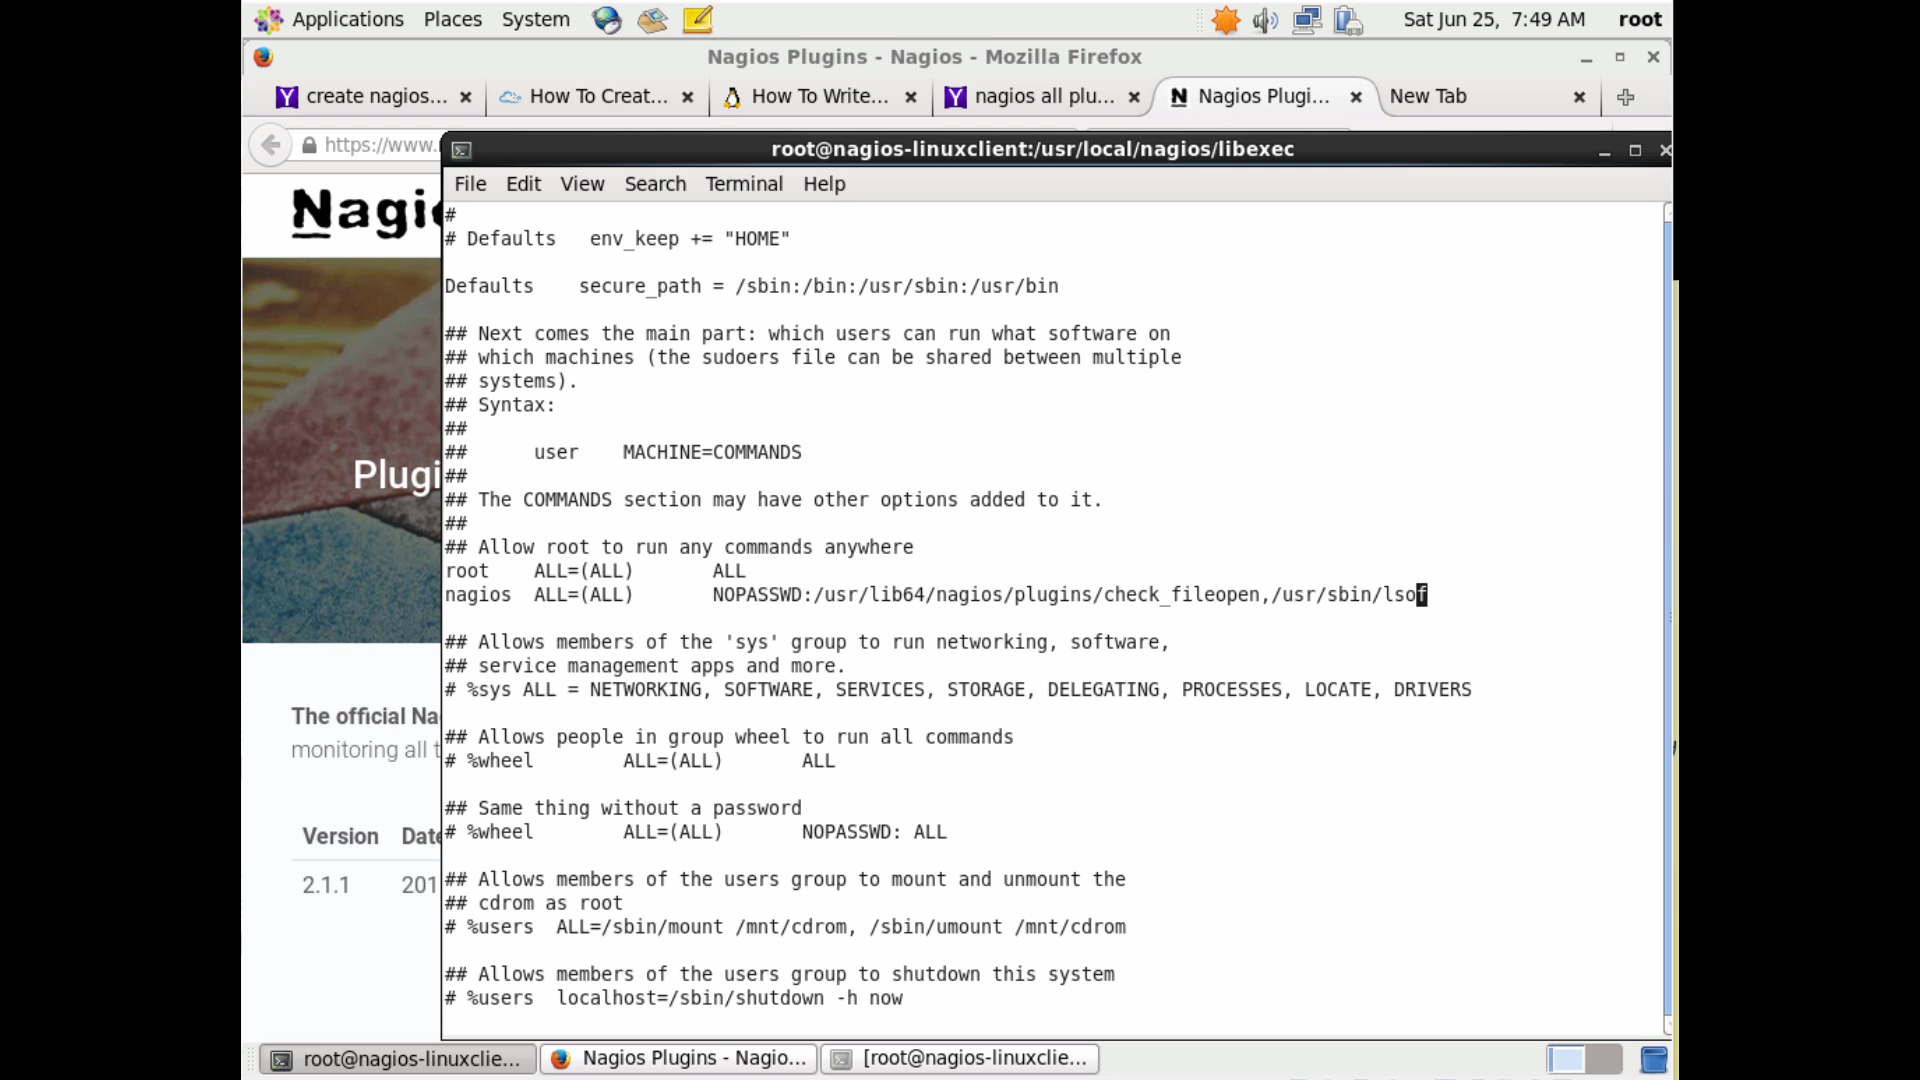 Applications Places System Sat Jun 25, 7:49 AM root
Nagios Plugins - Nagios - Mozilla Firefox
create nagios... How To Creat... How To Write... nagios all plu... Nagios Plugi... New Tab
https://www.
root@nagios-linuxclient:/usr/local/nagios/libexec
File Edit View Search Terminal Help
Nagio
#
# Defaults   env_keep += "HOME"
Defaults    secure_path = /sbin:/bin:/usr/sbin:/usr/bin
## Next comes the main part: which users can run what software on
## which machines (the sudoers file can be shared between multiple
## systems).
## Syntax:
##
##      user    MACHINE=COMMANDS
##
Plugi
## The COMMANDS section may have other options added to it.
##
## Allow root to run any commands anywhere
root    ALL=(ALL)       ALL
nagios  ALL=(ALL)       NOPASSWD:/usr/lib64/nagios/plugins/check_fileopen,/usr/sbin/lsof
## Allows members of the 'sys' group to run networking, software,
## service management apps and more.
# %sys ALL = NETWORKING, SOFTWARE, SERVICES, STORAGE, DELEGATING, PROCESSES, LOCATE, DRIVERS
The official Na
monitoring all t
## Allows people in group wheel to run all commands
# %wheel        ALL=(ALL)       ALL
## Same thing without a password
# %wheel        ALL=(ALL)       NOPASSWD: ALL
Version Date
2.1.1 201
## Allows members of the users group to mount and unmount the
## cdrom as root
# %users  ALL=/sbin/mount /mnt/cdrom, /sbin/umount /mnt/cdrom
## Allows members of the users group to shutdown this system
# %users  localhost=/sbin/shutdown -h now
root@nagios-linuxclie... Nagios Plugins - Nagio... [root@nagios-linuxclie...